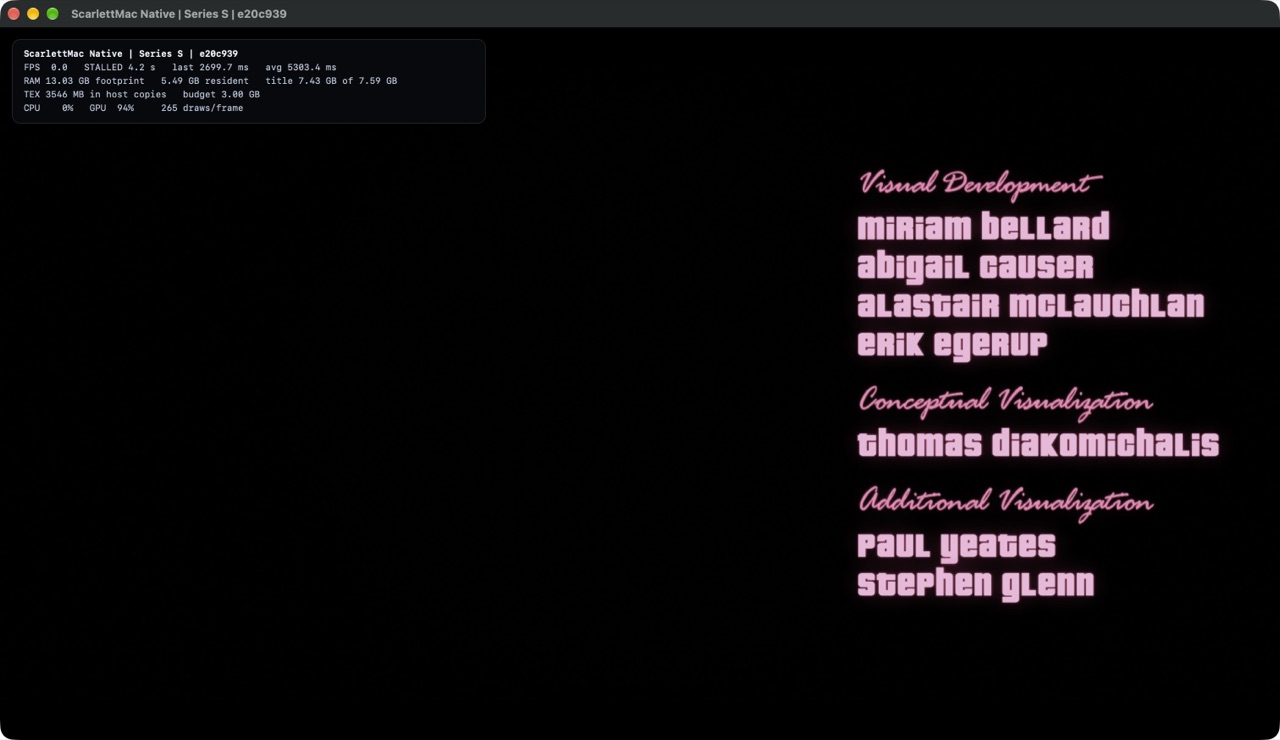 ScarlettMac Native | Series S | e20c939
ScarlettMac Native | Series S | e20c939
FPS 0.0 STALLED 4.2 s last 2699.7 ms avg 5303.4 ms
RAM 13.03 GB footprint 5.49 GB resident title 7.43 GB of 7.59 GB
TEX 3546 MB in host copies budget 3.00 GB
CPU 0% GPU 94% 265 draws/frame
Visual Development
miriam bellard
abigail causer
alastair mclauchlan
erik egerup
Conceptual Visualization
thomas diakomichalis
Additional Visualization
paul yeates
stephen glenn